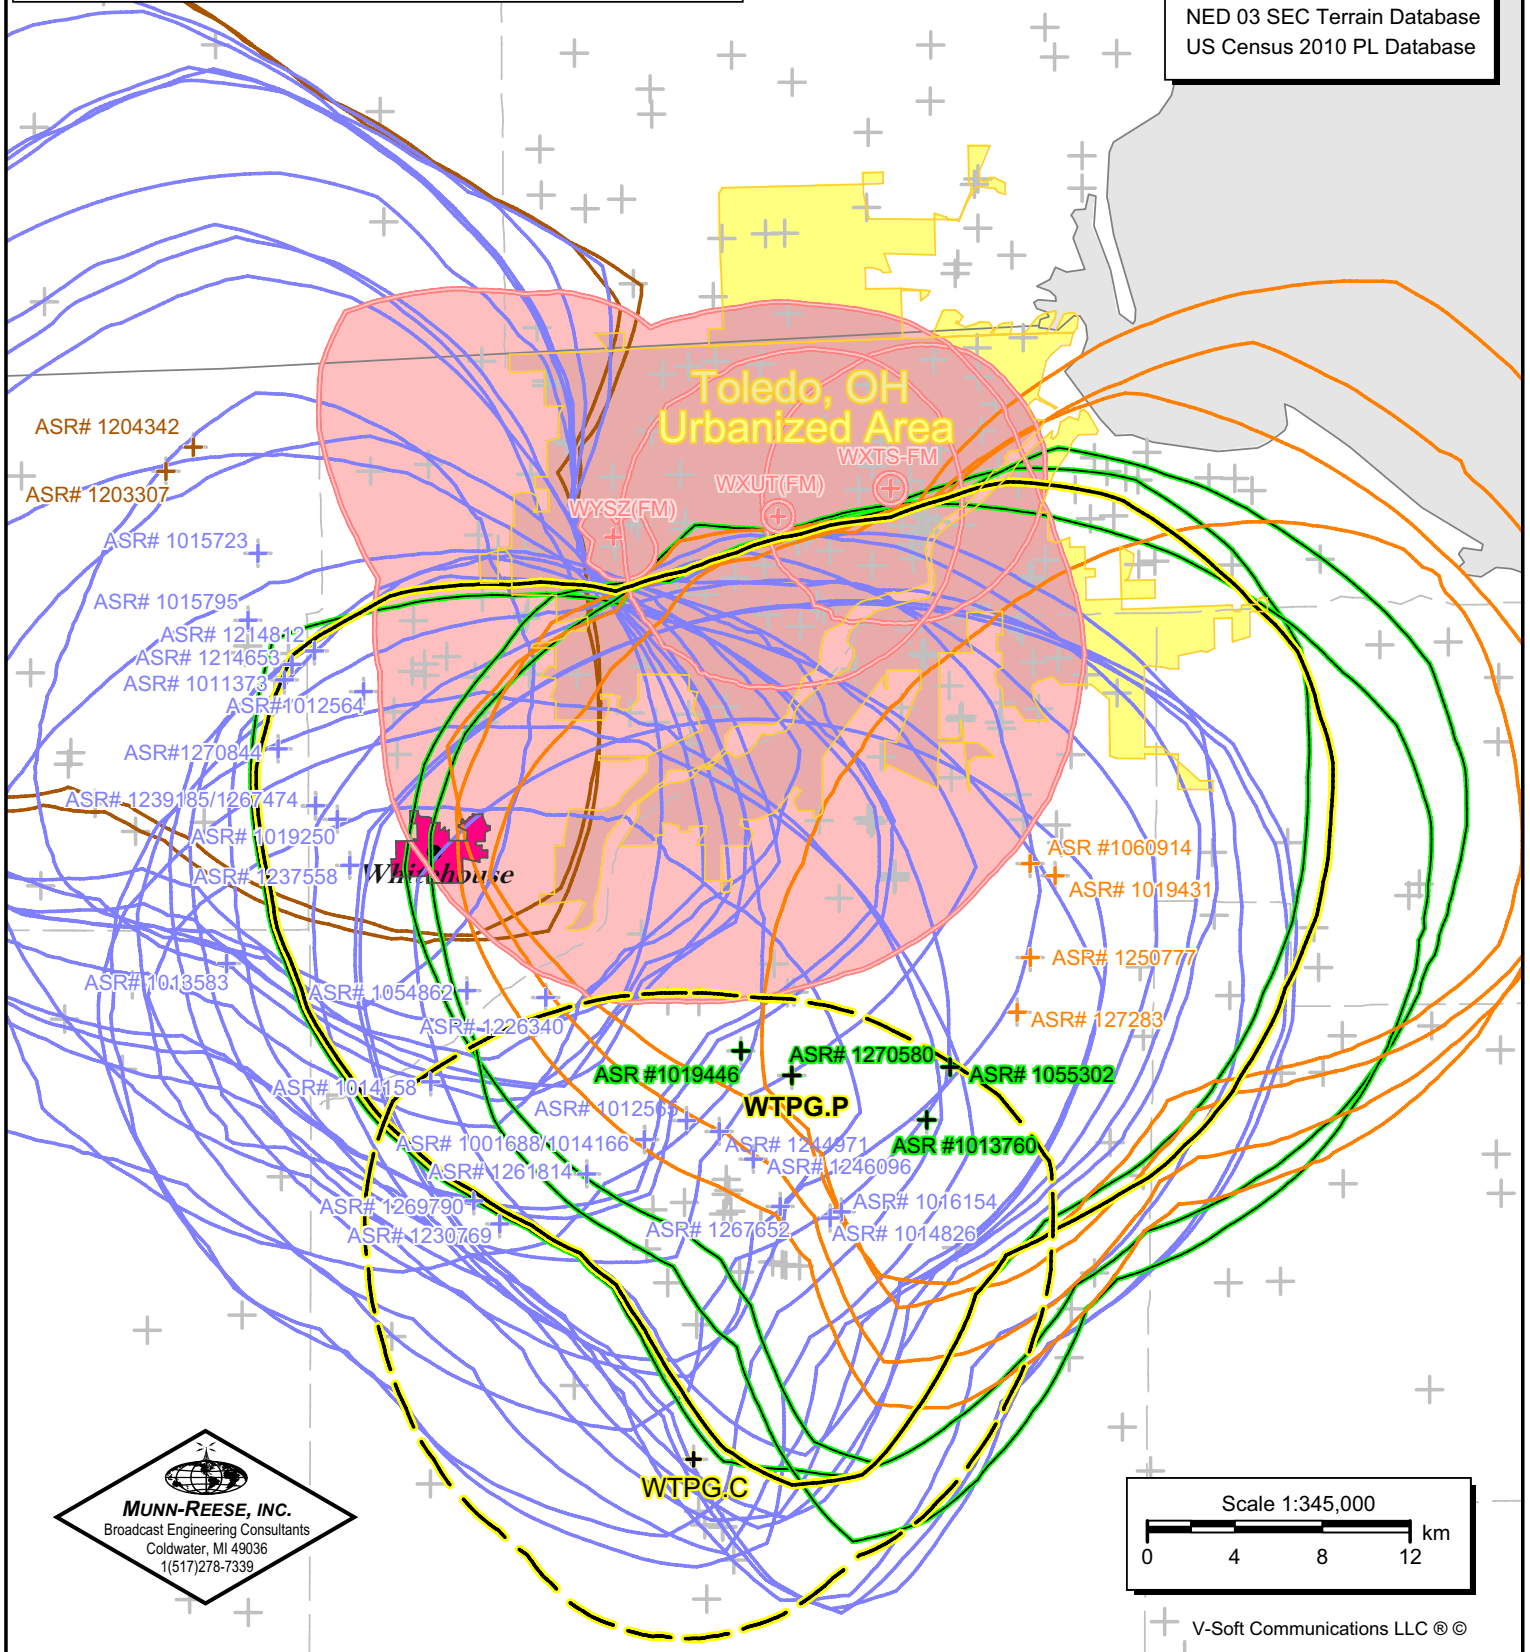 NED 03 SEC Terrain Database
US Census 2010 PL Database
Toledo, OH
Urbanized Area
ASR# 1204342
ASR# 1203307
WXTS-FM
WXUT(FM)
WYSZ(FM)
ASR# 1015723
ASR# 1015795
ASR# 1214812
ASR# 1214653
ASR# 1011373
ASR#1012564
ASR#1270844
ASR# 1239185/1267474
ASR# 1019250
ASR# 1237558
Whitehouse
ASR #1060914
ASR# 1019431
ASR# 1250777
ASR# 127283
ASR# 1013583
ASR# 1054862
ASR# 1226340
ASR# 1270580
ASR #1019446
ASR# 1055302
ASR# 1014158
WTPG.P
ASR# 1012565
ASR# 1001688/1014166
ASR# 1244971
ASR #1013760
ASR# 1261814
ASR# 1246096
ASR# 1269790
ASR# 1016154
ASR# 1230769
ASR# 1267652
ASR# 1014826
WTPG.C
MUNN-REESE, INC.
Broadcast Engineering Consultants
Coldwater, MI 49036
1(517)278-7339
Scale 1:345,000
km
0 4 8 12
V-Soft Communications LLC ® ©